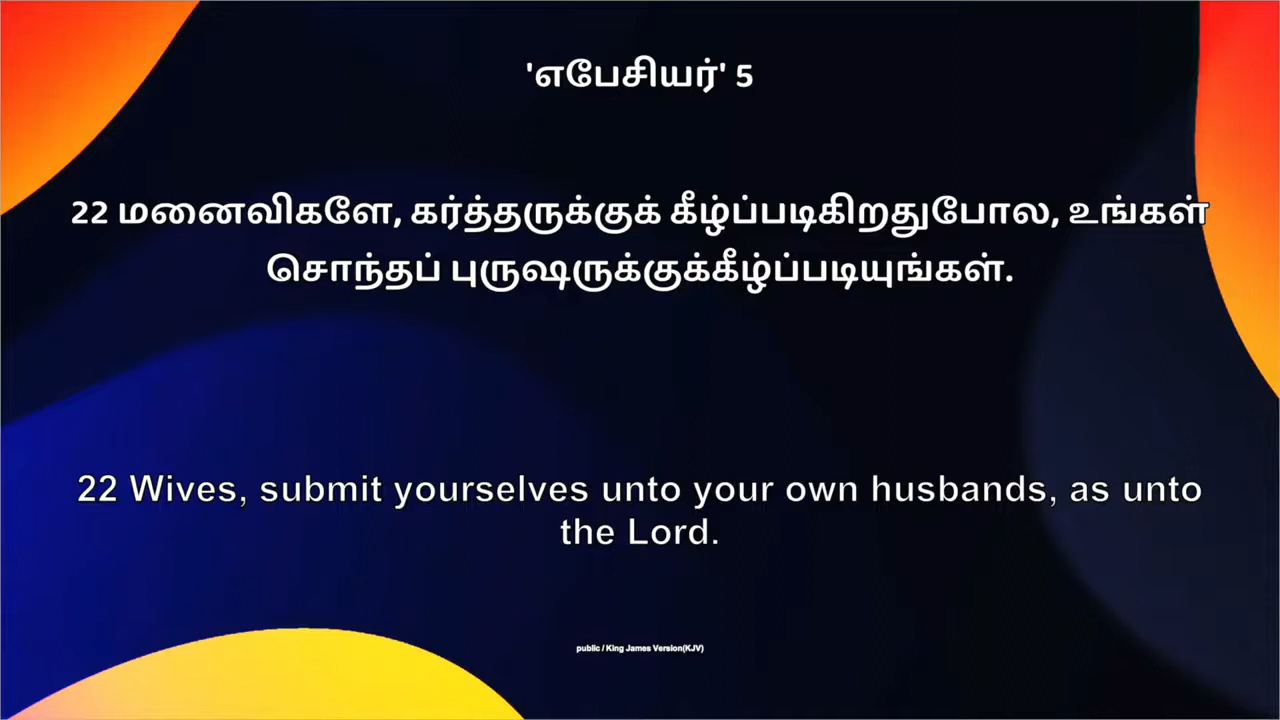 'எபேசியர்' 5
22 மனைவிகளே, கர்த்தருக்குக் கீழ்ப்படிகிறதுபோல, உங்கள்
சொந்தப் புருஷருக்குக்கீழ்ப்படியுங்கள்.
22 Wives, submit yourselves unto your own husbands, as unto
the Lord.
public / King James Version(KJV)